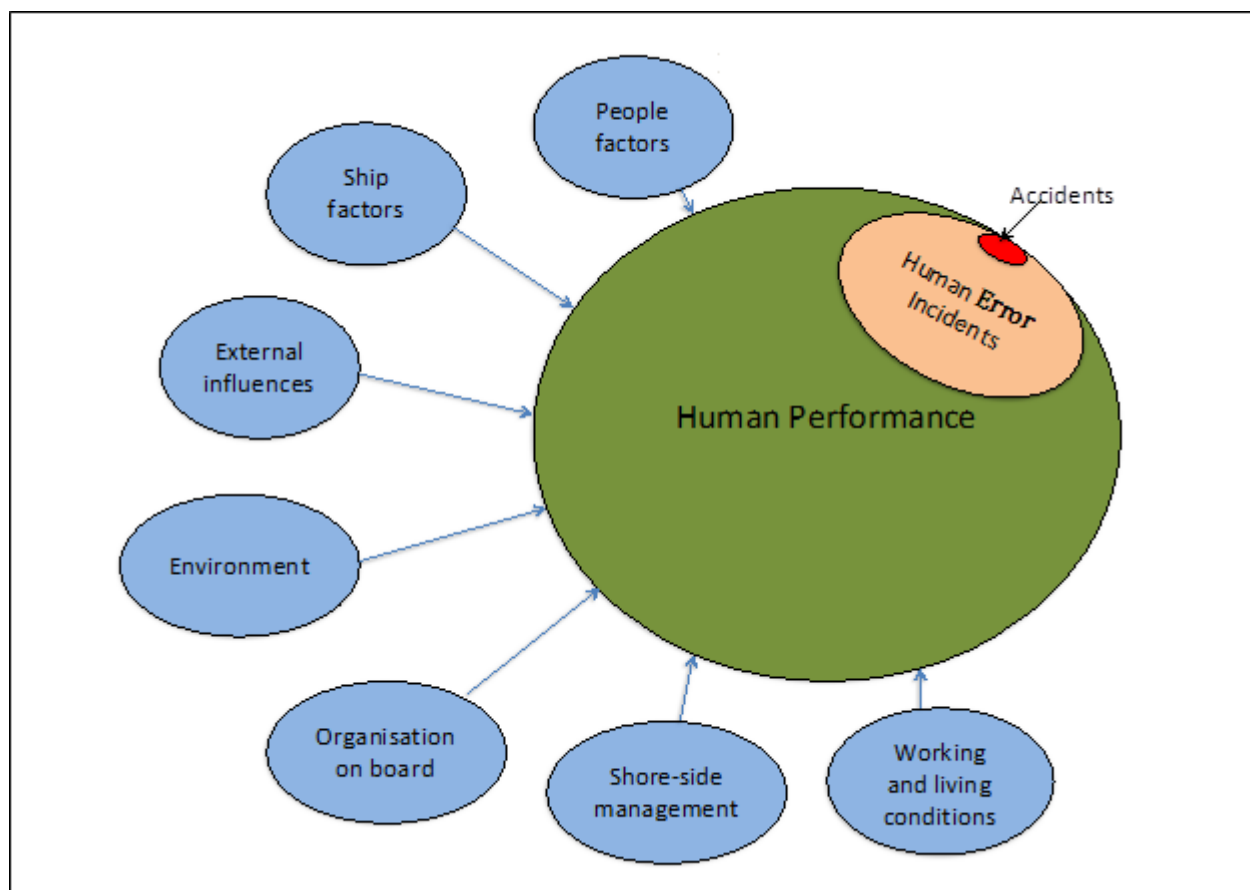 People
factors
Ship
factors
Accidents
Human Error
Incidents
External
influences
Human Performance
Environment
Organisation
on board
Shore-side
management
Working
and living
conditions